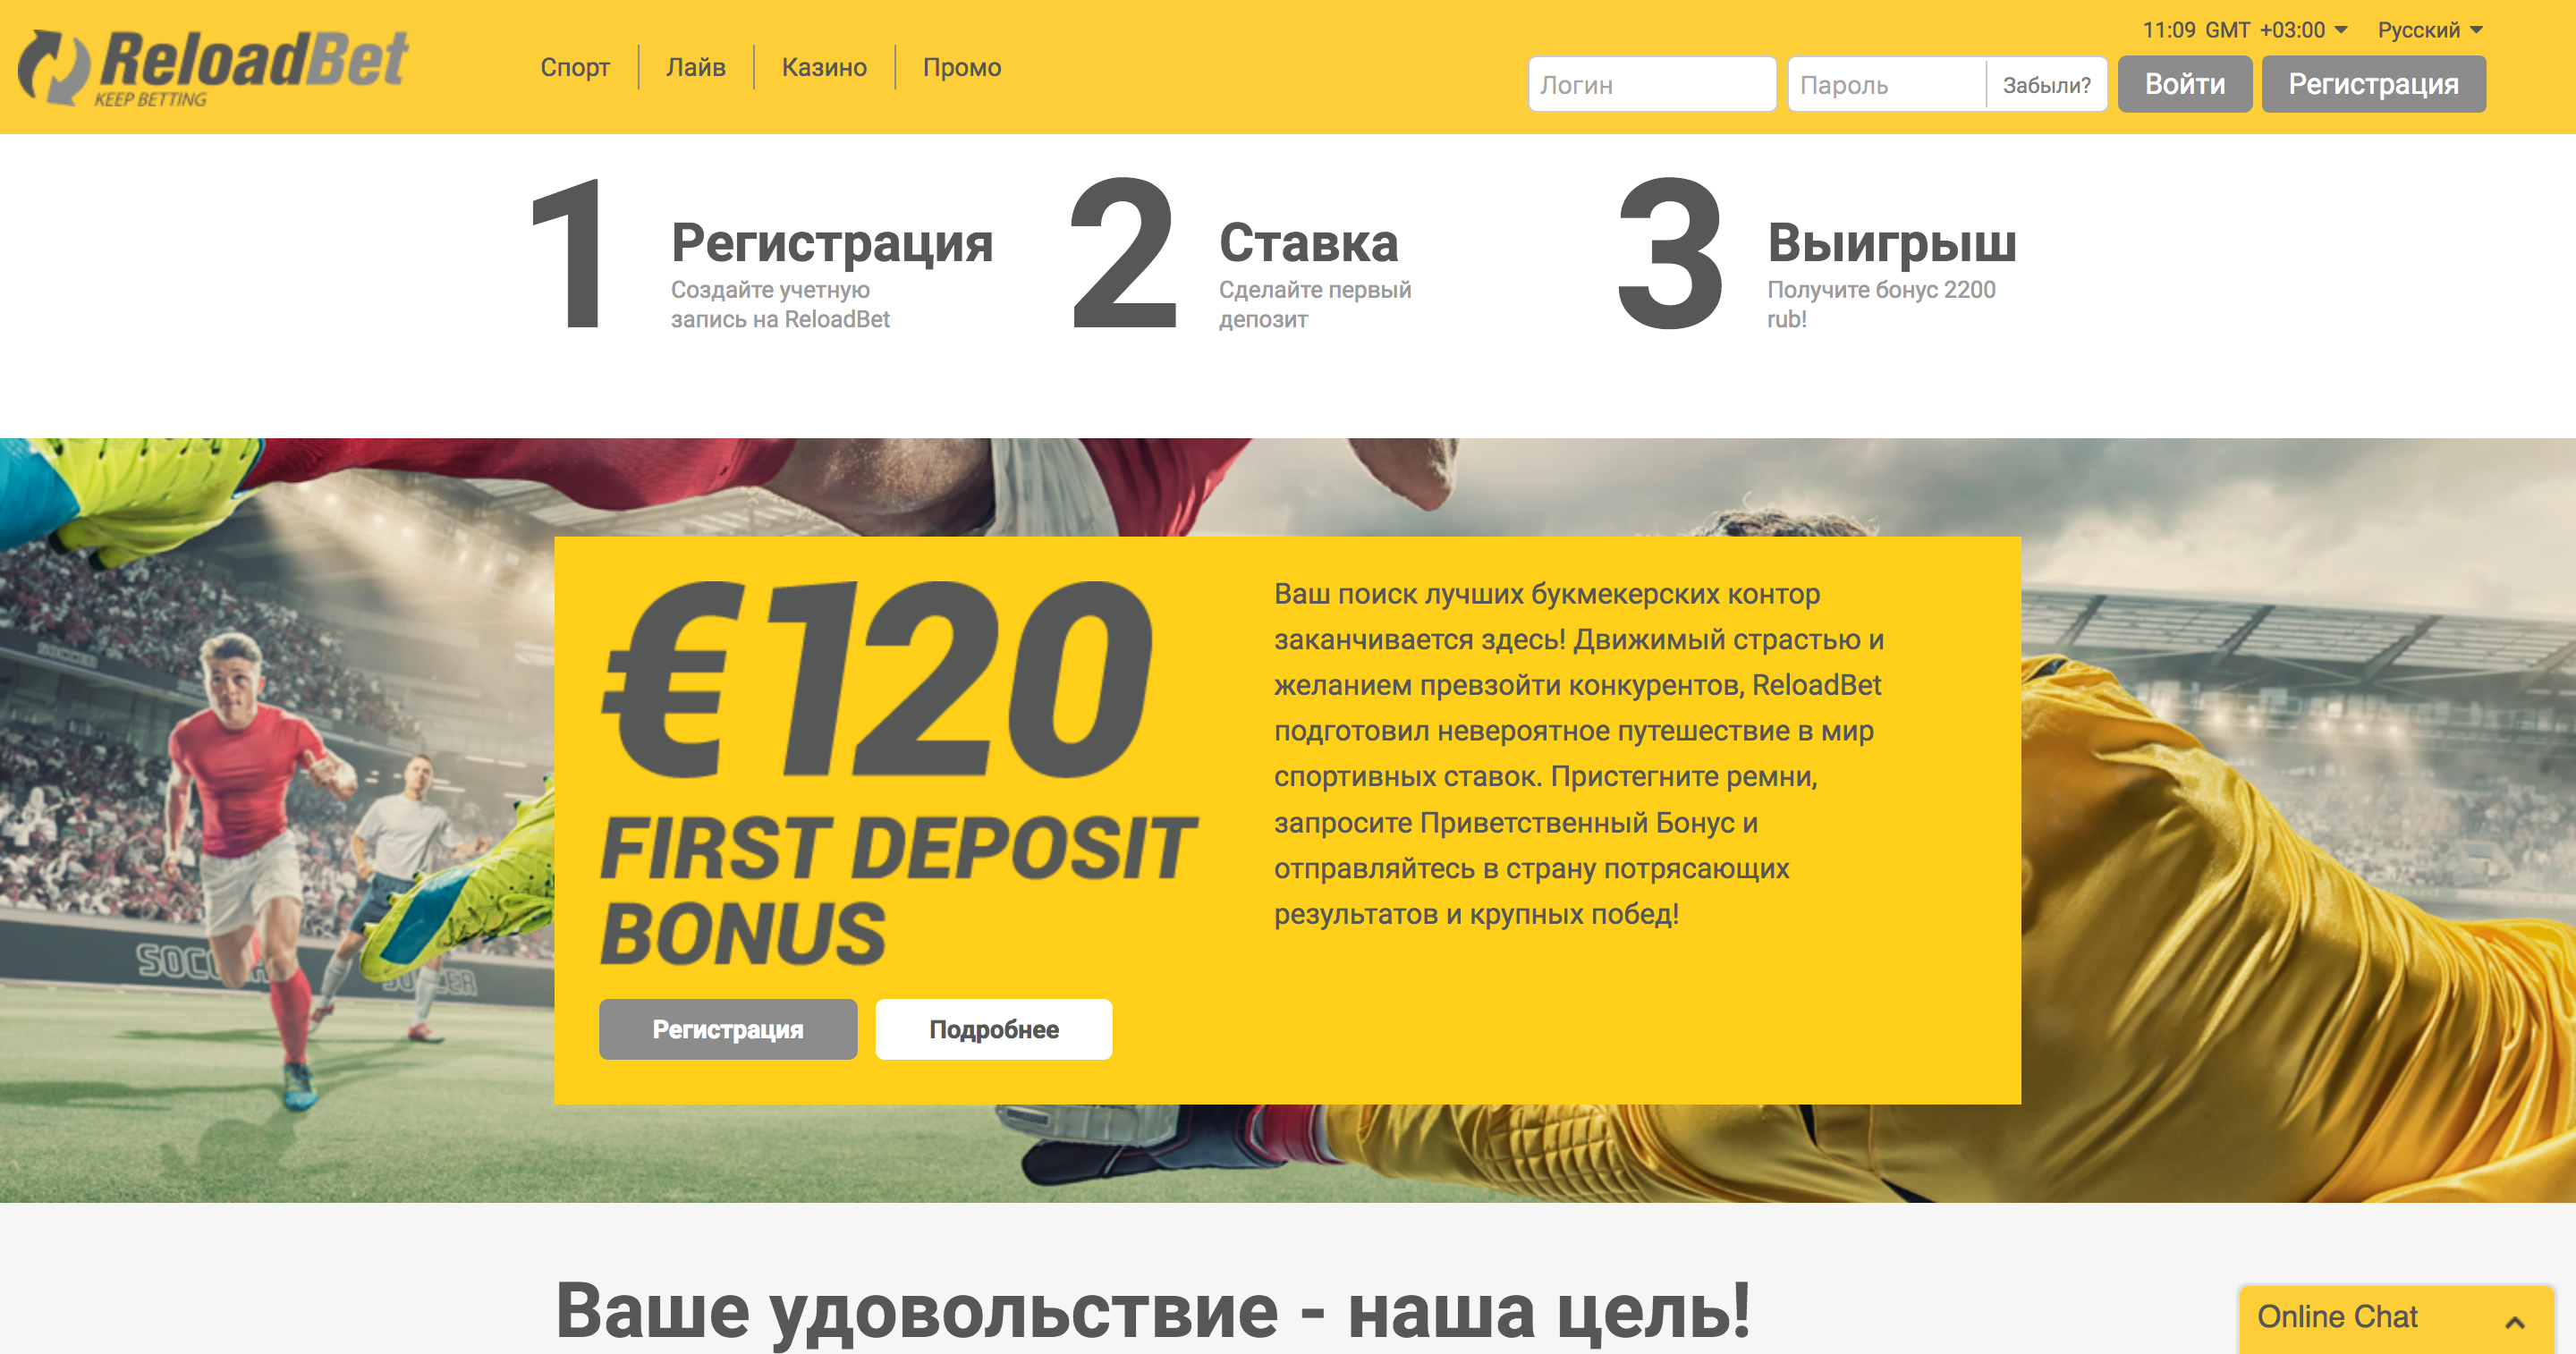 ReloadBet
KEEP BETTING
Спорт
Лайв
Казино
Промо
11:09 GMT +03:00
Русский
Логин
Пароль
Забыли?
Войти
Регистрация
1
Регистрация
Создайте учетную
запись на ReloadBet
2
Ставка
Сделайте первый
депозит
3
Выигрыш
Получите бонус 2200
rub!
€120
FIRST DEPOSIT
BONUS
Регистрация
Подробнее
Ваш поиск лучших букмекерских контор
заканчивается здесь! Движимый страстью и
желанием превзойти конкурентов, ReloadBet
подготовил невероятное путешествие в мир
спортивных ставок. Пристегните ремни,
запросите Приветственный Бонус и
отправляйтесь в страну потрясающих
результатов и крупных побед!
SOCCER
SOCCER
SOCCER
Ваше удовольствие - наша цель!
Online Chat